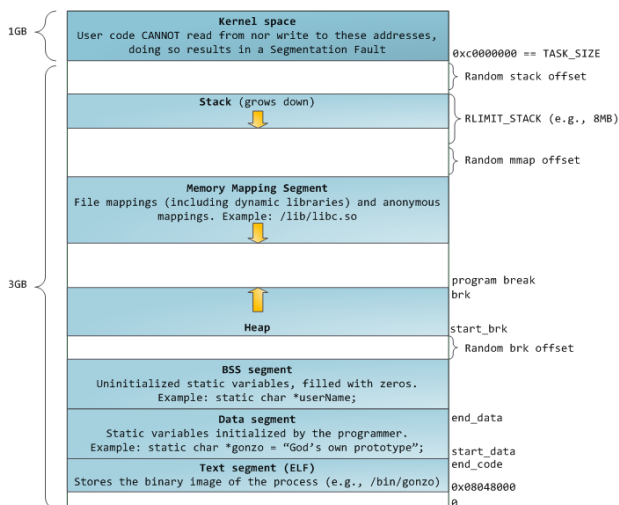 Kernel space
1GB
User code CANNOT read from nor write to these addresses,
doing so results in a Segmentation Fault
0xc0000000 == TASK_SIZE
Random stack offset
Stack (grows down)
RLIMIT_STACK (e.g., 8MB)
Random mmap offset
Memory Mapping Segment
File mappings (including dynamic libraries) and anonymous
mappings. Example: /lib/libc.so
3GB
program break
brk
Heap
start_brk
Random brk offset
BSS segment
Uninitialized static variables, filled with zeros.
Example: static char *userName;
Data segment
end_data
Static variables initialized by the programmer.
Example: static char *gonzo = “God’s own prototype”;
start_data
end_code
Text segment (ELF)
Stores the binary image of the process (e.g., /bin/gonzo)
0x08048000
0